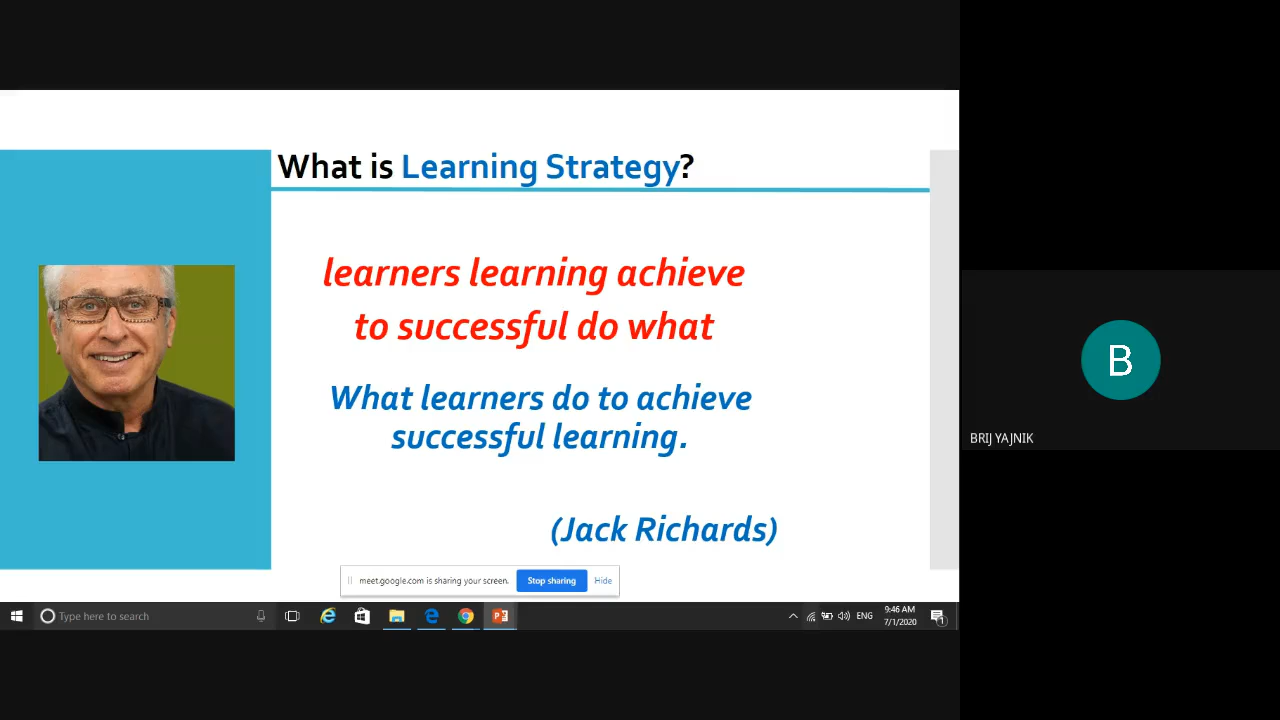 What is Learning Strategy?
learners learning achieve
to successful do what
What learners do to achieve
successful learning.
(Jack Richards)
meet.google.com is sharing your screen.
Stop sharing
Hide
Type here to search
ENG
9:46 AM
7/1/2020
1
B
BRIJ YAJNIK